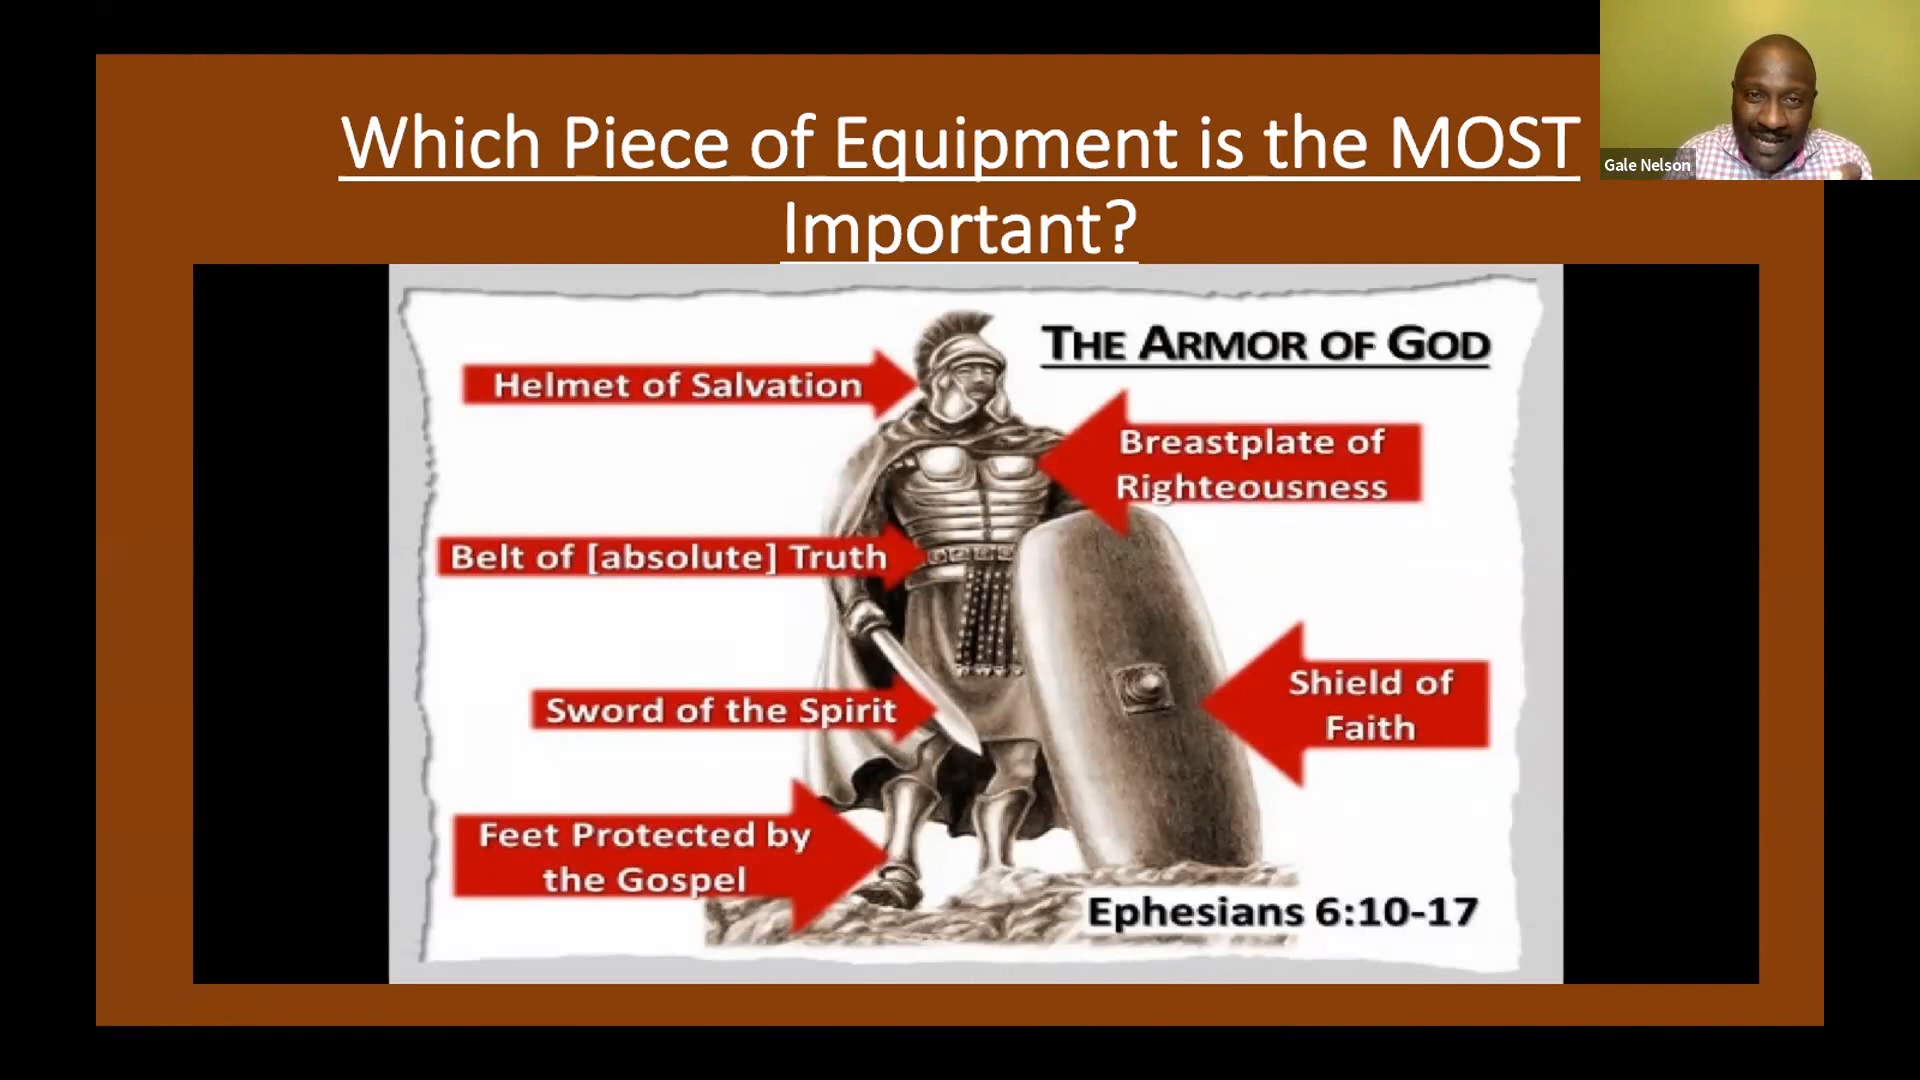 Which Piece of Equipment is the MOST
Important?
Gale Nelson
THE ARMOR OF GOD
Helmet of Salvation
Breastplate of
Righteousness
Belt of [absolute] Truth
Sword of the Spirit
Shield of
Faith
Feet Protected by
the Gospel
Ephesians 6:10-17